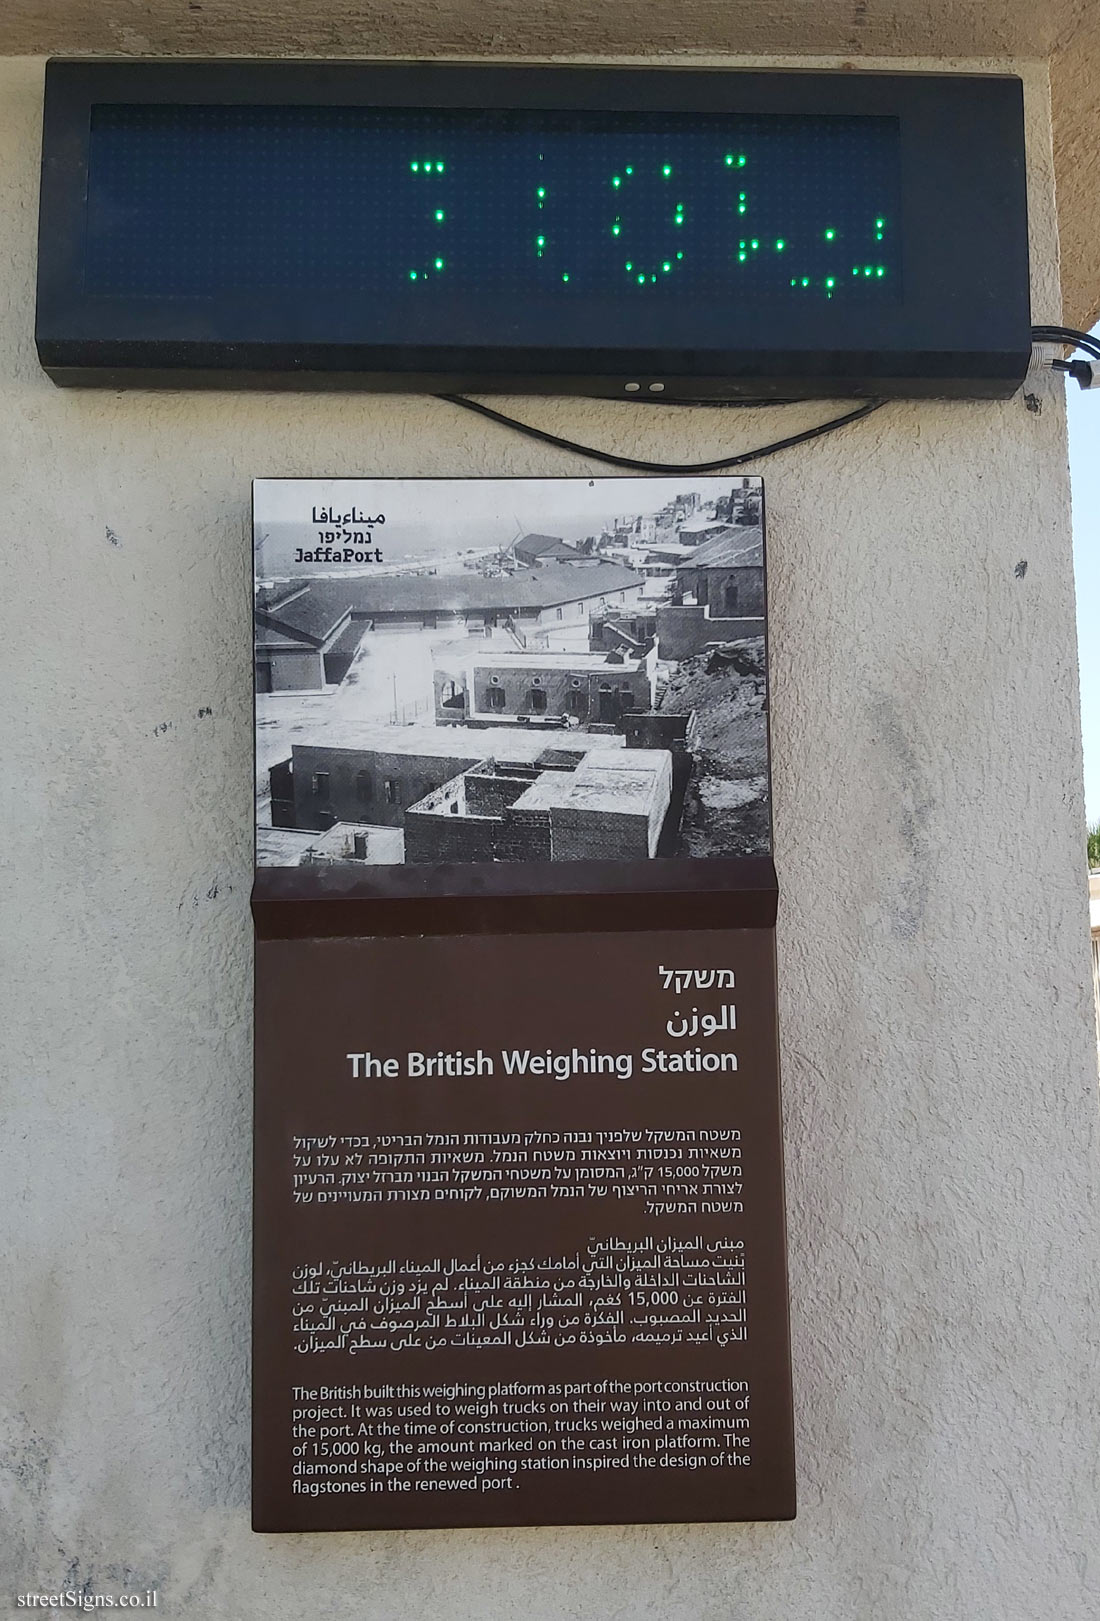 ميناء يافا
נמליפו
JaffaPort
משקל
الوزن
The British Weighing Station
משטח המשקל שלפניך נבנה כחלק מעבודות הנמל הבריטי, בכדי לשקול
משאיות נכנסות ויוצאות משטח הנמל. משאיות התקופה לא עלו על
משקל 15,000 ק"ג, המסומן על משטחי המשקל הבנוי מברזל יצוק. הרעיון
לצורת אריחי הריצוף של הנמל המשוקם, לקוחים מצורת המעויינים של
משטח המשקל.
مبنى الميزان البريطانيّ
بُنيت مساحة الميزان التي أمامك كجزء من أعمال الميناء البريطانيّ، لوزن
الشاحنات الداخلة والخارجة من منطقة الميناء. لم يزد وزن شاحنات تلك
الفترة عن 15,000 كغم، المشار إليه على أسطح الميزان المبنيّ من
الحديد المصبوب. الفكرة من وراء شكل البلاط المرصوف في الميناء
الذي أعيد ترميمه، مأخوذة من شكل المعينات من على سطح الميزان.
The British built this weighing platform as part of the port construction
project. It was used to weigh trucks on their way into and out of
the port. At the time of construction, trucks weighed a maximum
of 15,000 kg, the amount marked on the cast iron platform. The
diamond shape of the weighing station inspired the design of the
flagstones in the renewed port .
streetSigns.co.il